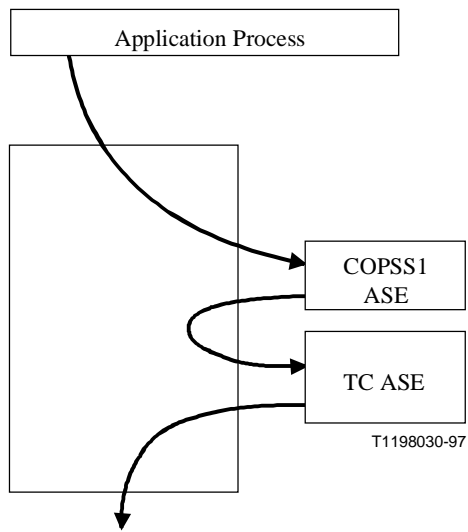 Application Process
COPSS1
ASE
TC ASE
T1198030-97